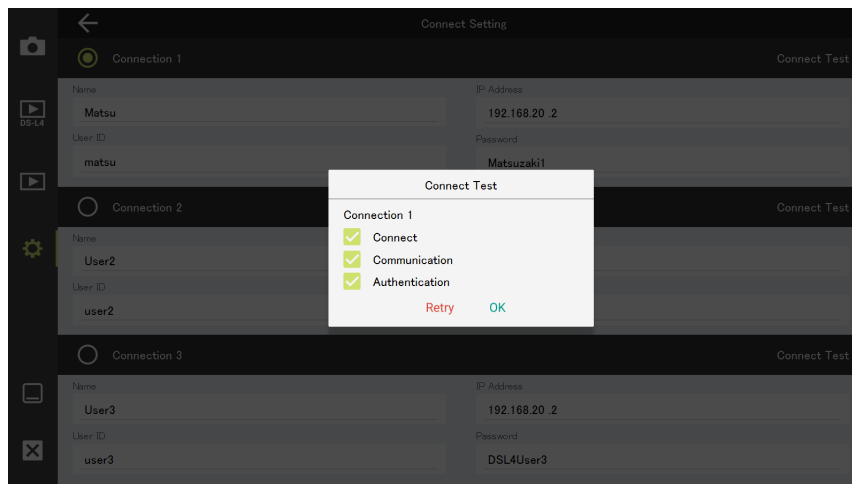 Connect Setting
Connection 1
Connect Test
Name
IP Address
Matsu
192.168.20 .2
DS-L4
User ID
Password
matsu
Matsuzaki1
Connect Test
Connection 1
Connect
Communication
Authentication
Retry
OK
Connection 2
Connect Test
Name
User2
User ID
user2
Connection 3
Connect Test
Name
IP Address
User3
192.168.20 .2
User ID
Password
user3
DSL4User3